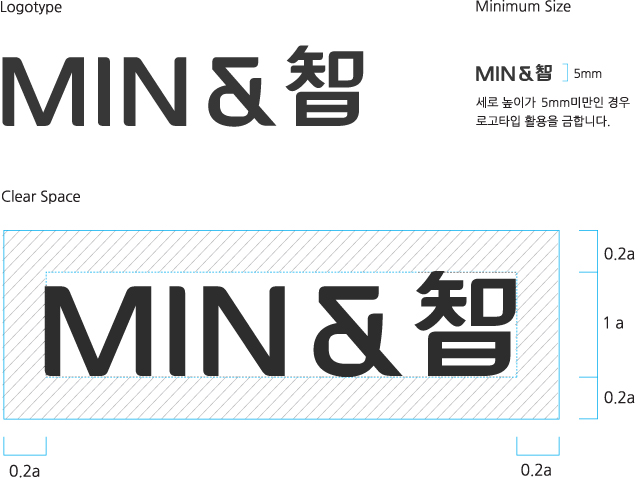 Logotype
MIN & 智
Minimum Size
MIN & 智
5mm
세로 높이가 5mm미만인 경우
로고타입 활용을 금합니다.
Clear Space
MIN & 智
0.2a
1 a
0.2a
0.2a
0.2a